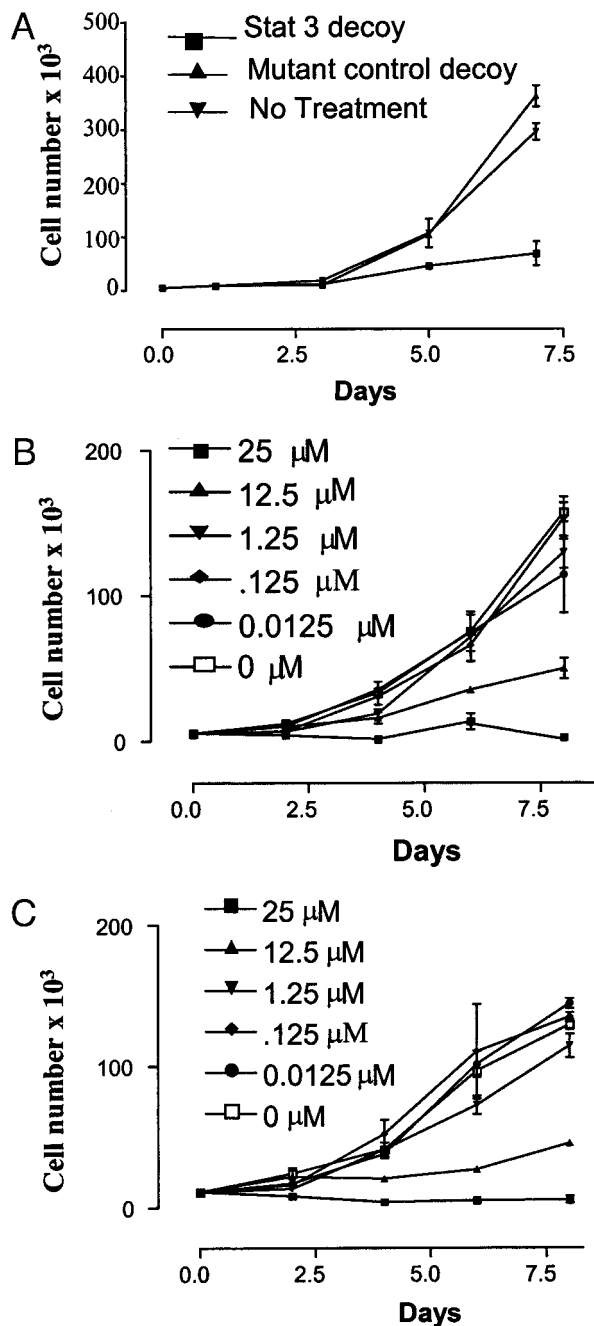 A
Stat 3 decoy
Mutant control decoy
No Treatment
Cell number x 10³
500
400
300
200
100
0
0.0
2.5
5.0
7.5
Days
B
25 µM
12.5 µM
1.25 µM
.125 µM
0.0125 µM
0 µM
Cell number x 10³
200
100
0
0.0
2.5
5.0
7.5
Days
C
25 µM
12.5 µM
1.25 µM
.125 µM
0.0125 µM
0 µM
Cell number x 10³
200
100
0
0.0
2.5
5.0
7.5
Days